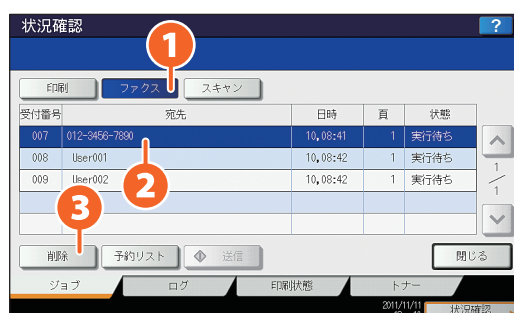 状況確認 ?
1
印刷 ファクス スキャン
受付番号 宛先 日時 頁 状態
007 012-3456-7890 10,08:41 1 実行待ち
008 User001 10,08:42 1 実行待ち
009 User002 10,08:42 1 実行待ち
1/1
2
3
削除 予約リスト 送信 閉じる
ジョブ ログ 印刷状態 トナー
2011/11/11
状況確認